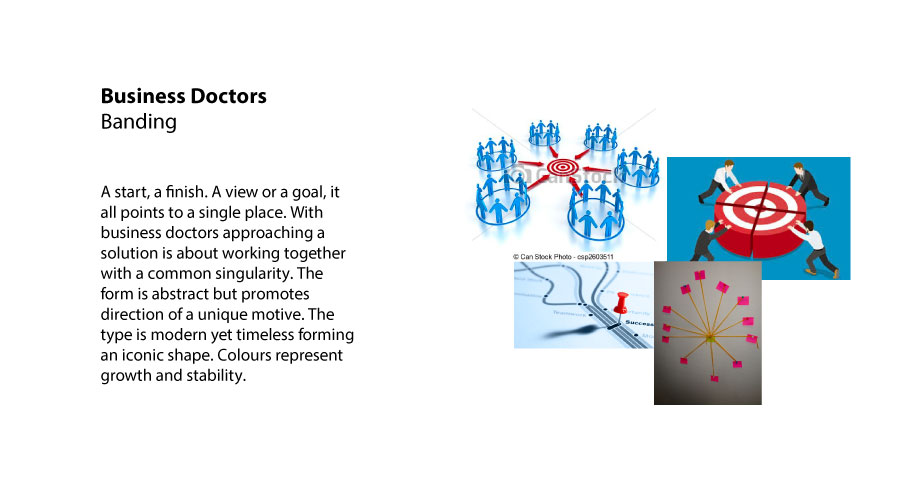 Business Doctors
Banding
A start, a finish. A view or a goal, it
all points to a single place. With
business doctors approaching a
solution is about working together
with a common singularity. The
form is abstract but promotes
direction of a unique motive. The
type is modern yet timeless forming
an iconic shape. Colours represent
growth and stability.
© Can Stock Photo - csp2603511
Teamwork
Success